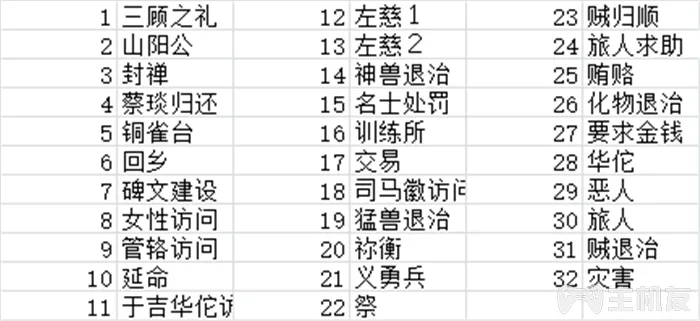 1 三顾之礼 12 左慈1 23 贼归顺
2 山阳公 13 左慈2 24 旅人求助
3 封禅 14 神兽退治 25 贿赂
4 蔡琰归还 15 名士处罚 26 化物退治
5 铜雀台 16 训练所 27 要求金钱
6 回乡 17 交易 28 华佗
7 碑文建设 18 司马徽访问 29 恶人
8 女性访问 19 猛兽退治 30 旅人
9 管辂访问 20 祢衡 31 贼退治
10 延命 21 义勇兵 32 灾害
11 于吉华佗访 22 祭
主机友